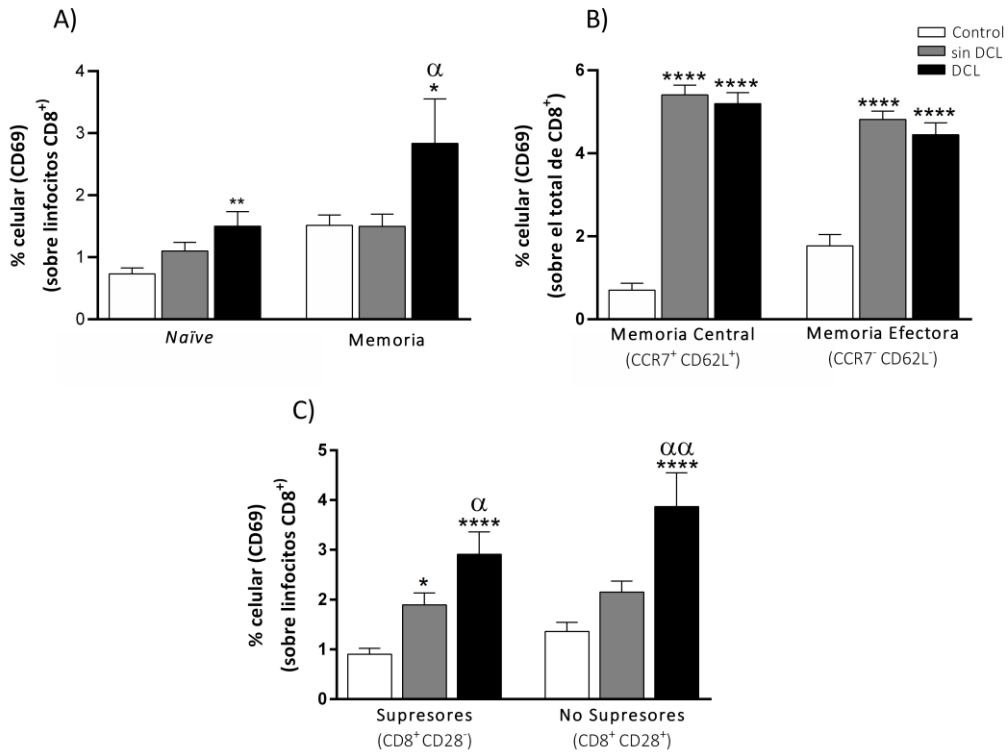 A)
% celular (CD69)
(sobre linfocitos CD8⁺)
4
3
2
1
0
**
α
*
Naïve
Memoria
B)
Control
sin DCL
DCL
% celular (CD69)
(sobre el total de CD8⁺)
6
4
2
0
****
****
****
****
Memoria Central
(CCR7⁺ CD62L⁺)
Memoria Efectora
(CCR7⁻ CD62L⁻)
C)
% celular (CD69)
(sobre linfocitos CD8⁺)
5
4
3
2
1
0
*
α
****
αα
****
Supresores
(CD8⁺ CD28⁻)
No Supresores
(CD8⁺ CD28⁺)